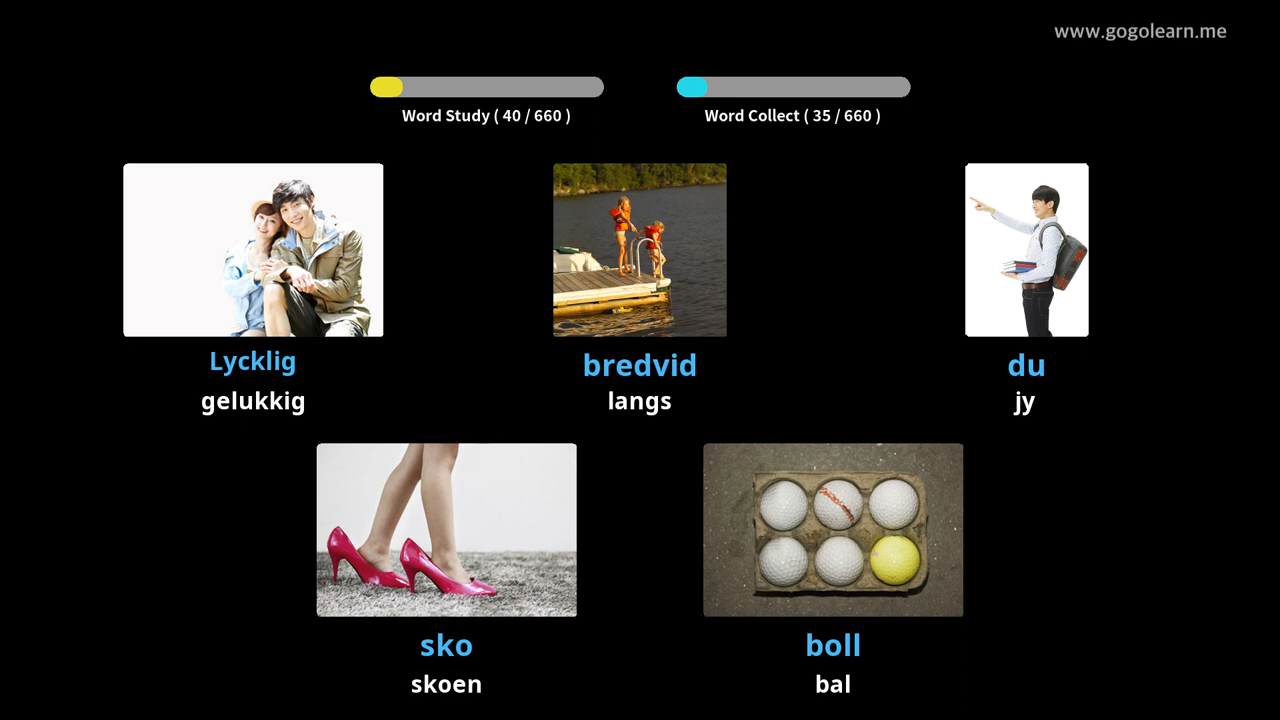 www.gogolearn.me
Word Study ( 40 / 660 )
Word Collect ( 35 / 660 )
Lycklig
gelukkig
bredvid
langs
du
jy
sko
skoen
boll
bal